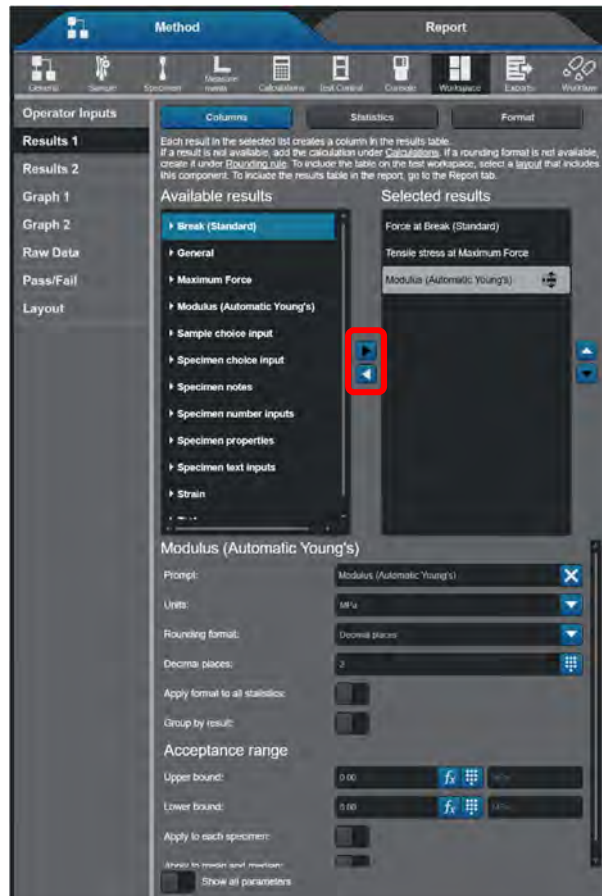 Method
Report
General
Sample
Specimen
Measurements
Calculations
Test Control
Console
Workspace
Exports
Workflow
Operator Inputs
Results 1
Results 2
Graph 1
Graph 2
Raw Data
Pass/Fail
Layout
Columns
Statistics
Format
Each result in the selected list creates a column in the results table.
If a result is not available, add the calculation under Calculations. If a rounding format is not available,
create it under Rounding rule. To include the table on the test workspace, select a layout that includes
this component. To include the results table in the report, go to the Report tab.
Available results
Selected results
Break (Standard)
General
Maximum Force
Modulus (Automatic Young's)
Sample choice input
Specimen choice input
Specimen notes
Specimen number inputs
Specimen properties
Specimen text inputs
Strain
Force at Break (Standard)
Tensile stress at Maximum Force
Modulus (Automatic Young's)
Modulus (Automatic Young's)
Prompt:
Modulus (Automatic Young's)
Units:
MPa
Rounding format:
Decimal places
Decimal places:
2
Apply format to all statistics:
Group by result:
Acceptance range
Upper bound:
0.00
fx
MPa
Lower bound:
0.00
fx
MPa
Apply to each specimen:
Apply to mean and median:
Show all parameters